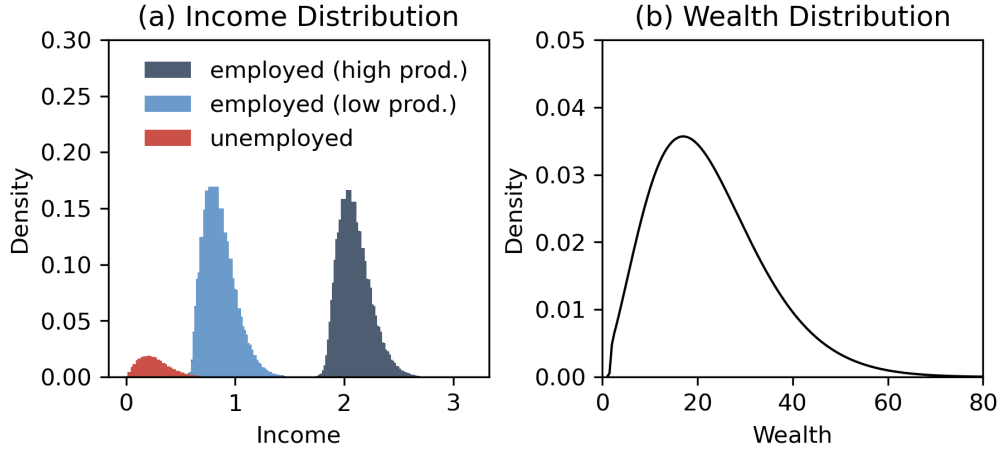 (a) Income Distribution
0.30
0.25
0.20
0.15
0.10
0.05
0.00
Density
employed (high prod.)
employed (low prod.)
unemployed
0 1 2 3
Income
(b) Wealth Distribution
0.05
0.04
0.03
0.02
0.01
0.00
Density
0 20 40 60 80
Wealth